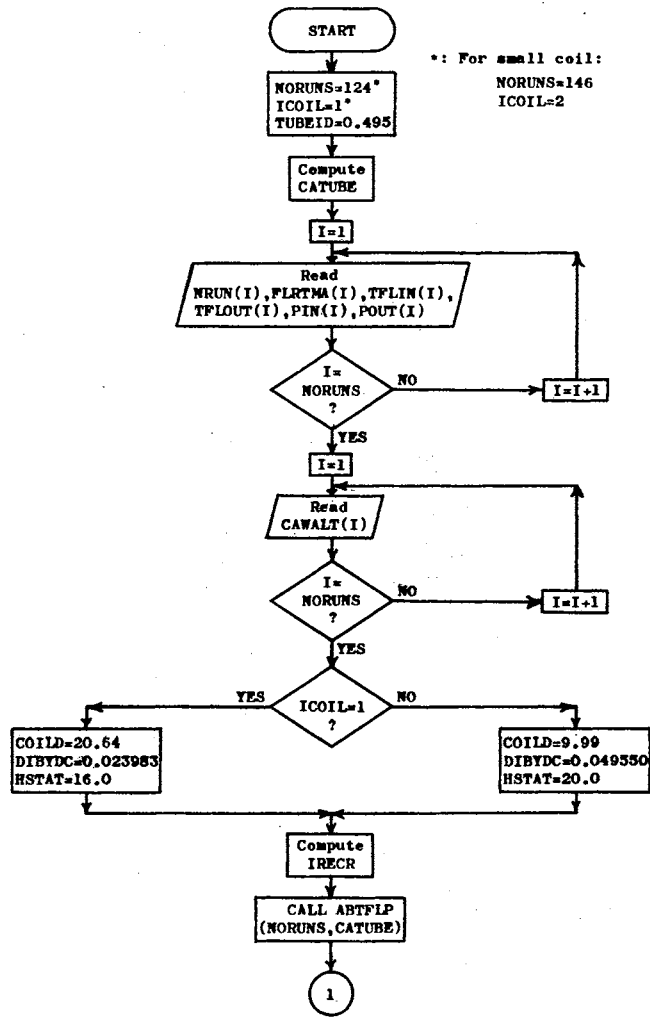 START
*: For small coil:
NORUNS=146
ICOIL=2
NORUNS=124*
ICOIL=1*
TUBEID=0.495
Compute
CATUBE
I=1
Read
NRUN(I),FLRTMA(I),TFLIN(I),
TFLOUT(I),PIN(I),POUT(I)
I=
NORUNS
?
NO
I=I+1
YES
I=1
Read
CAWALT(I)
I=
NORUNS
?
NO
I=I+1
YES
YES
ICOIL=1
?
NO
COILD=20.64
DIBYDC=0.023983
HSTAT=16.0
COILD=9.99
DIBYDC=0.049550
HSTAT=20.0
Compute
IRECR
CALL ABTFLP
(NORUNS,CATUBE)
1